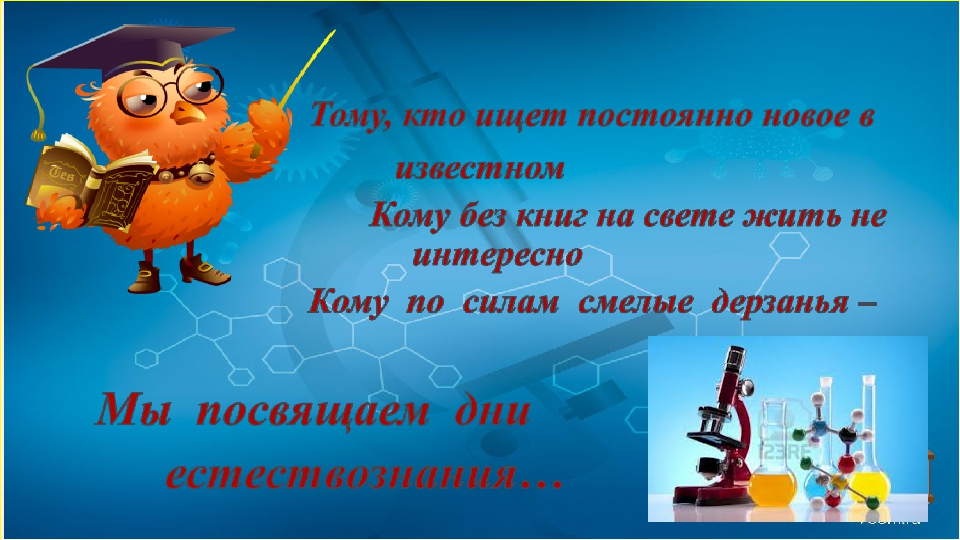 Тому, кто ищет постоянно новое в
известном
Кому без книг на свете жить не
интересно
Кому по силам смелые дерзанья –
Мы посвящаем дни
естествознания…
123RF